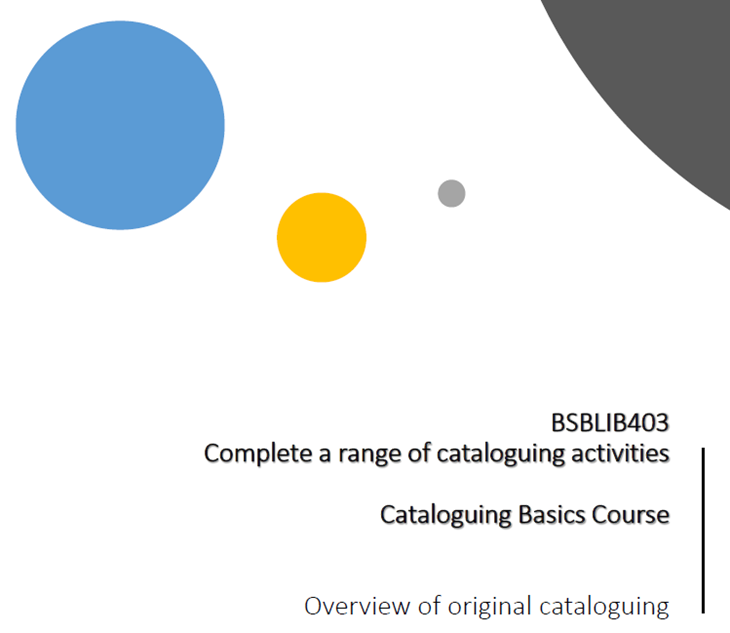 BSBLIB403
Complete a range of cataloguing activities
Cataloguing Basics Course
Overview of original cataloguing